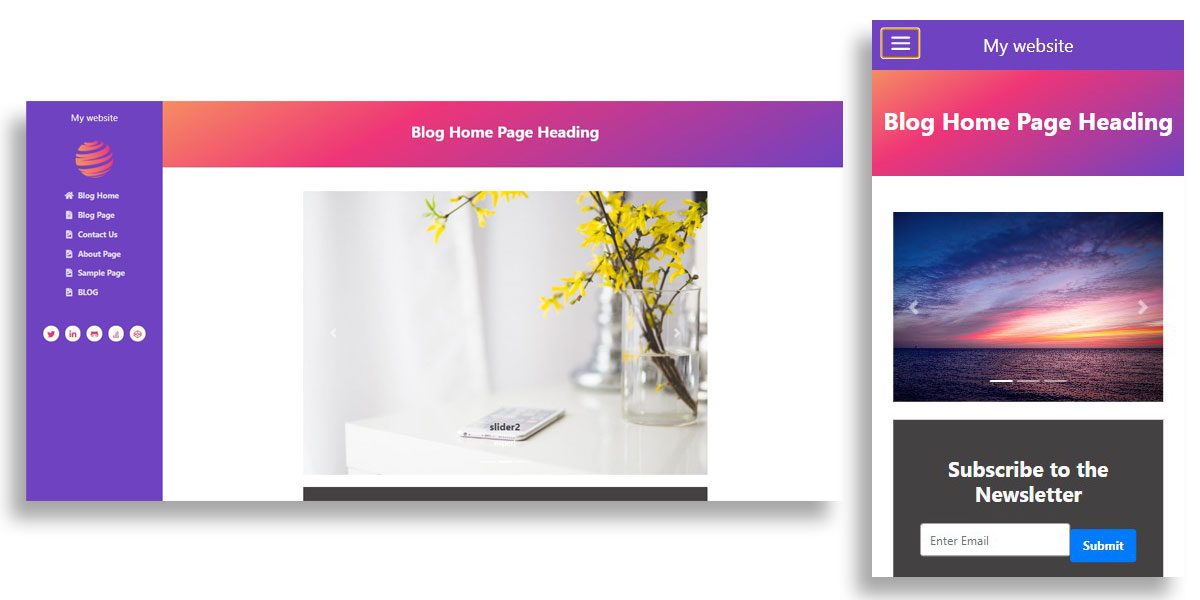 My website
Blog Home
Blog Page
Contact Us
About Page
Sample Page
BLOG
Blog Home Page Heading
slider2
My website
Blog Home Page Heading
Subscribe to the
Newsletter
Enter Email
Submit